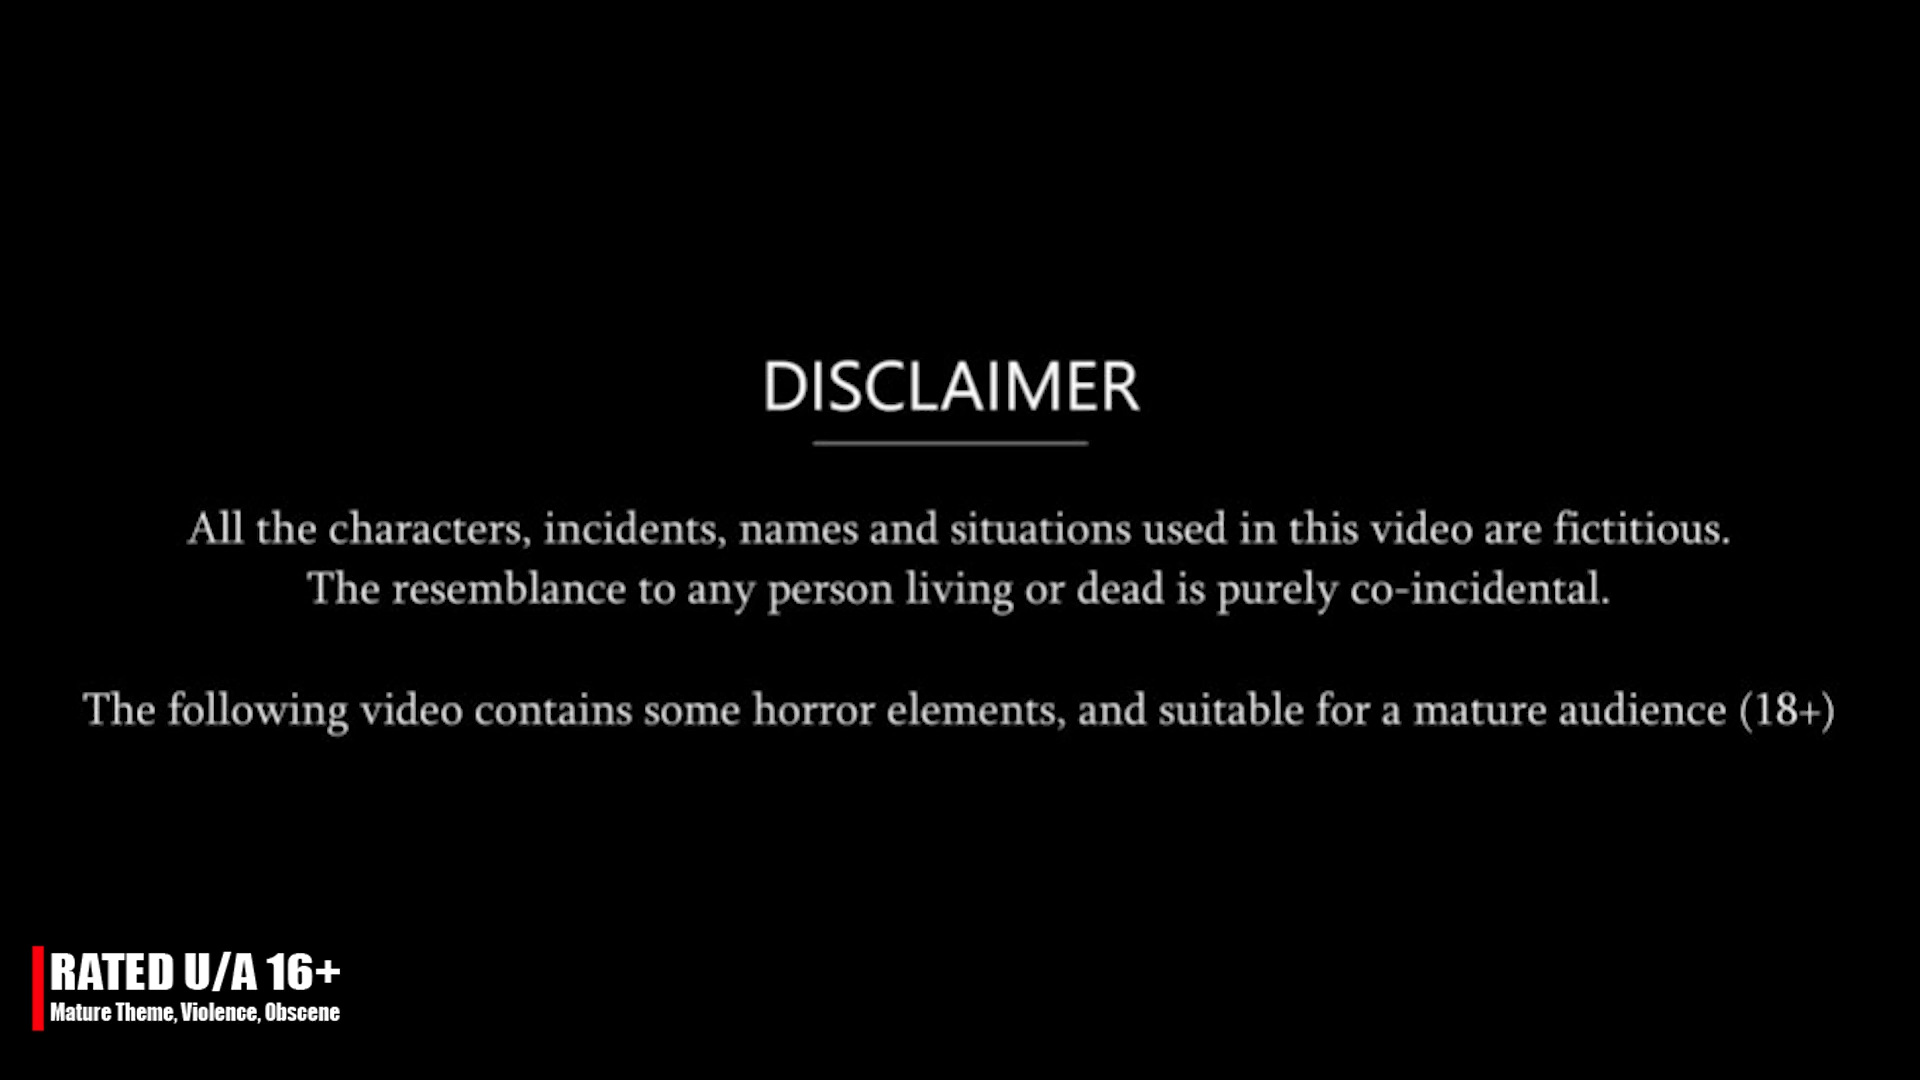 DISCLAIMER
All the characters, incidents, names and situations used in this video are fictitious.
The resemblance to any person living or dead is purely co-incidental.
The following video contains some horror elements, and suitable for a mature audience (18+)
RATED U/A 16+
Mature Theme, Violence, Obscene